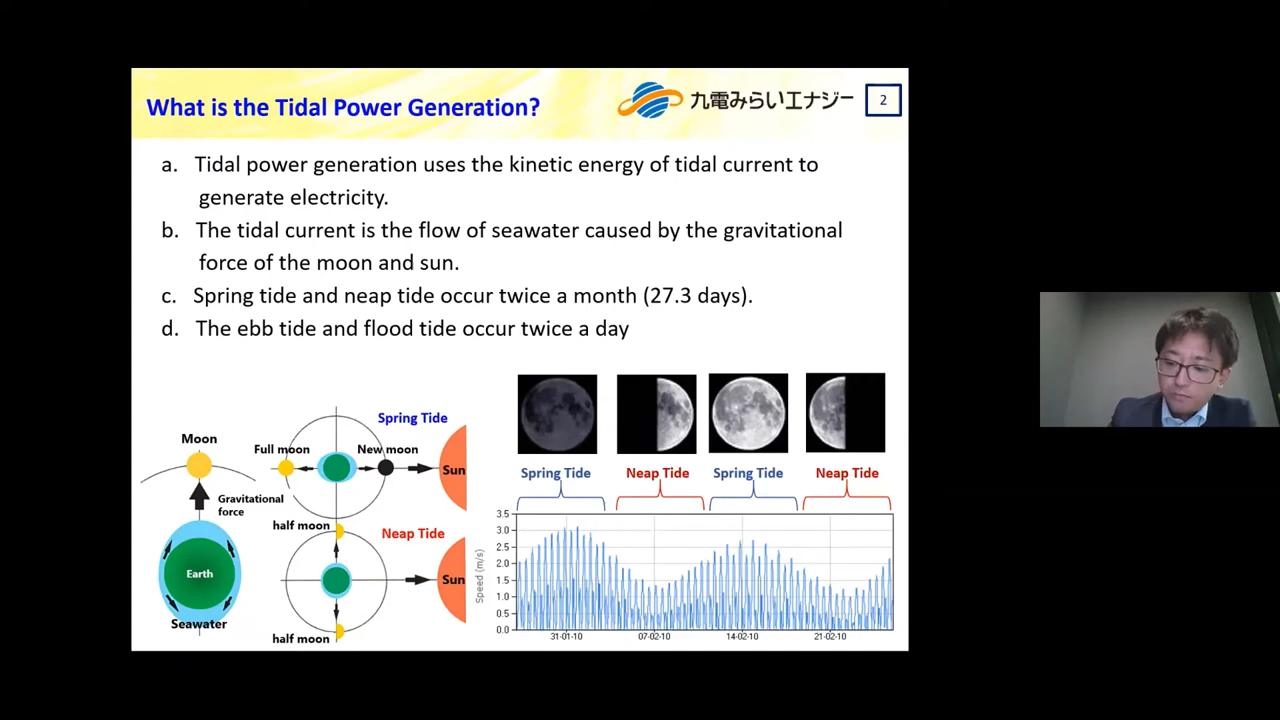 What is the Tidal Power Generation?
九電みらいエナジー
2
a. Tidal power generation uses the kinetic energy of tidal current to
generate electricity.
b. The tidal current is the flow of seawater caused by the gravitational
force of the moon and sun.
c. Spring tide and neap tide occur twice a month (27.3 days).
d. The ebb tide and flood tide occur twice a day
Moon
Gravitational
force
Earth
Seawater
Spring Tide
Full moon
New moon
Sun
half moon
Neap Tide
Sun
half moon
Spring Tide
Neap Tide
Spring Tide
Neap Tide
Speed (m/s)
3.5
3.0
2.5
2.0
1.5
1.0
0.5
0.0
31-01-10
07-02-10
14-02-10
21-02-10